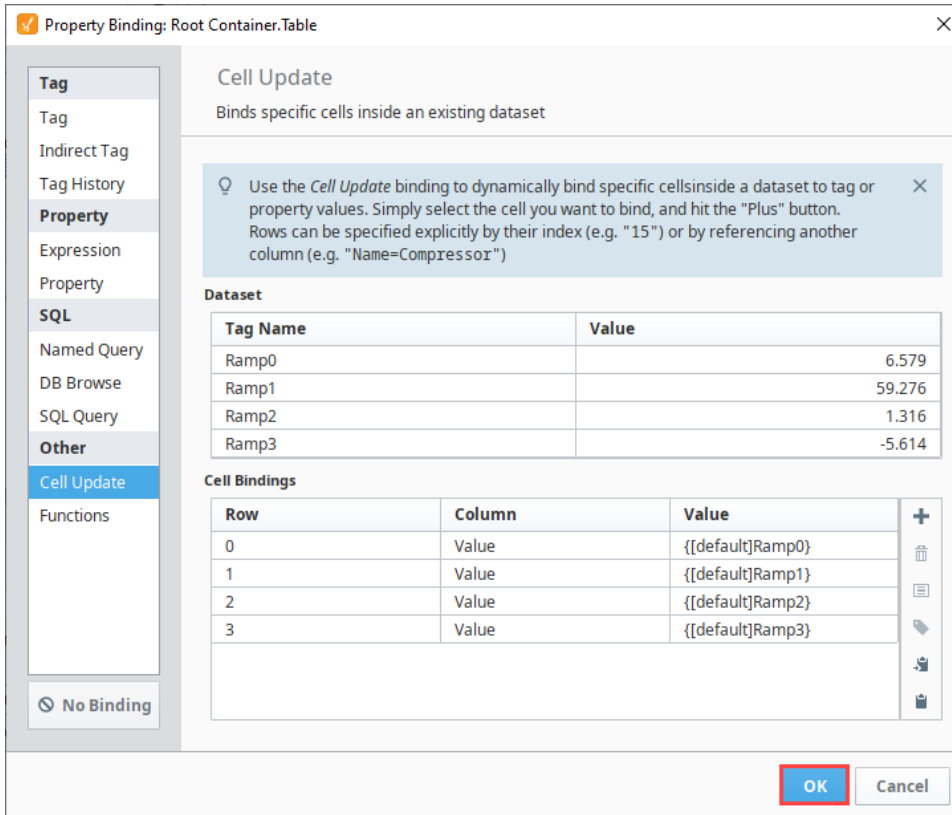 Property Binding: Root Container.Table
Tag
Tag
Indirect Tag
Tag History
Property
Expression
Property
SQL
Named Query
DB Browse
SQL Query
Other
Cell Update
Functions
No Binding
Cell Update
Binds specific cells inside an existing dataset
Use the Cell Update binding to dynamically bind specific cellsinside a dataset to tag or
property values. Simply select the cell you want to bind, and hit the "Plus" button.
Rows can be specified explicitly by their index (e.g. "15") or by referencing another
column (e.g. "Name=Compressor")
Dataset
Tag Name Value
Ramp0 6.579
Ramp1 59.276
Ramp2 1.316
Ramp3 -5.614
Cell Bindings
Row Column Value
0 Value {[default]Ramp0}
1 Value {[default]Ramp1}
2 Value {[default]Ramp2}
3 Value {[default]Ramp3}
OK Cancel